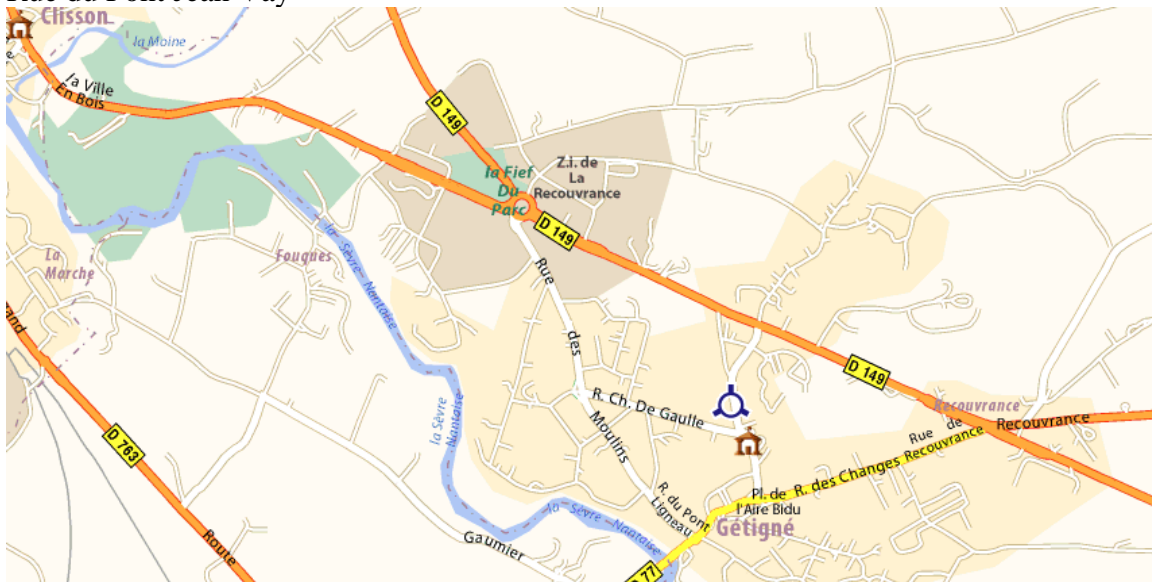 Clisson
la Moine
la Ville
En Bois
D 149
la Fief
Du
Parc
Z.i. de
La
Recouvrance
D 149
la Sèvre Nantaise
La
Marche
Fouques
Rue
des
Moulins
R. Ch. De Gaulle
D 149
Recouvrance
Recouvrance
Rue de Recouvrance
R. des Changes
la Sèvre
Nantaise
D 763
Route
Gaumier
la Sèvre Nantaise
R. du Pont
Ligneau
Pl. de
l'Aire Bidu
Gétigné
D 77